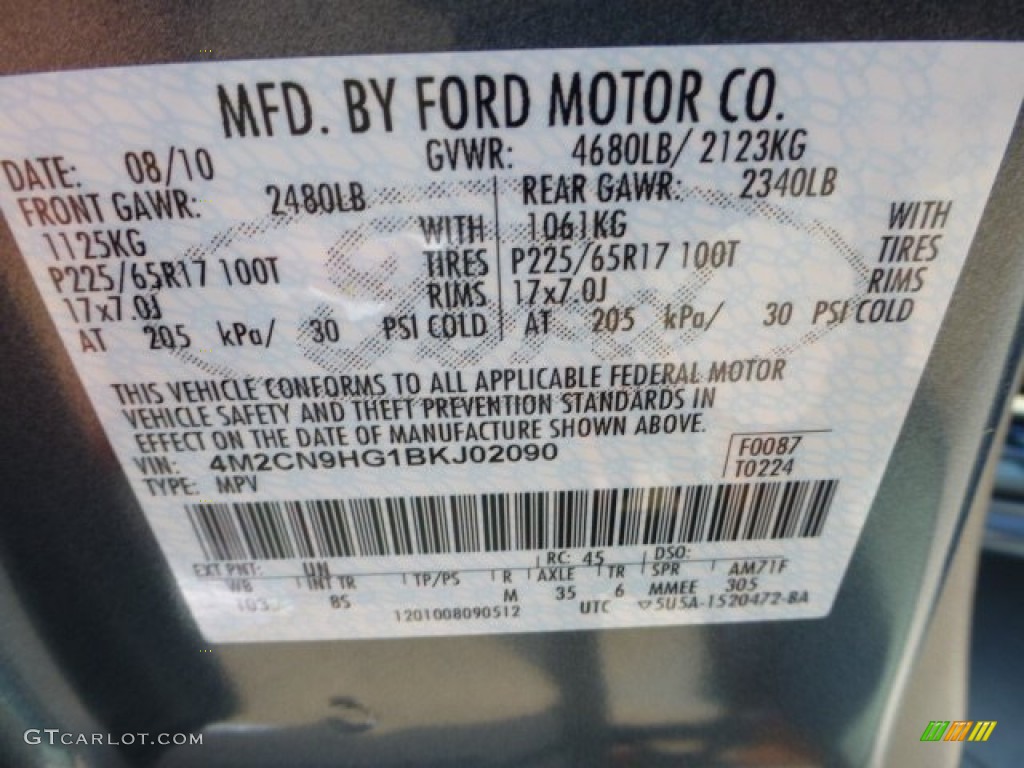 MFD. BY FORD MOTOR CO.
DATE: 08/10 GVWR: 4680LB/ 2123KG
FRONT GAWR: 2480LB REAR GAWR: 2340LB
1125KG WITH 1061KG WITH
P225/65R17 100T TIRES P225/65R17 100T TIRES
17x7.0J RIMS 17x7.0J RIMS
AT 205 kPa/ 30 PSI COLD AT 205 kPa/ 30 PSI COLD
THIS VEHICLE CONFORMS TO ALL APPLICABLE FEDERAL MOTOR
VEHICLE SAFETY AND THEFT PREVENTION STANDARDS IN
EFFECT ON THE DATE OF MANUFACTURE SHOWN ABOVE.
VIN: 4M2CN9HG1BKJ02090 F0087
TYPE: MPV T0224
EXT PNT: UN RC: 45 DSO:
WB INT TR TP/PS R AXLE TR SPR AM71F
85 M 35 6 MMEE 305
1201008090512 UTC ▽5U5A-1520472-BA
GTCARLOT.COM